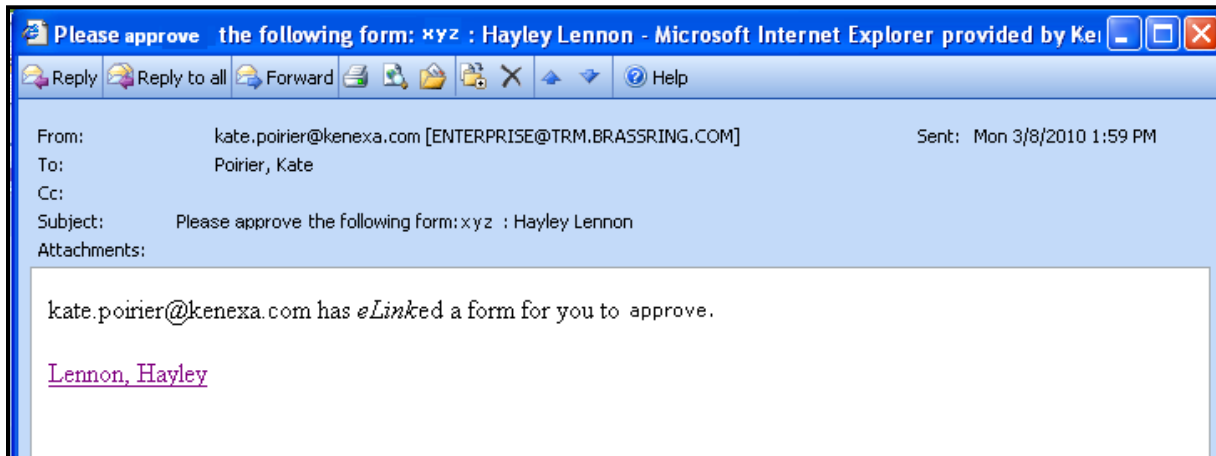 Please approve the following form: xyz : Hayley Lennon - Microsoft Internet Explorer provided by Ke
Reply Reply to all Forward Help
From: kate.poirier@kenexa.com [ENTERPRISE@TRM.BRASSRING.COM] Sent: Mon 3/8/2010 1:59 PM
To: Poirier, Kate
Cc:
Subject: Please approve the following form:xyz : Hayley Lennon
Attachments:
kate.poirier@kenexa.com has eLinked a form for you to approve.
Lennon, Hayley